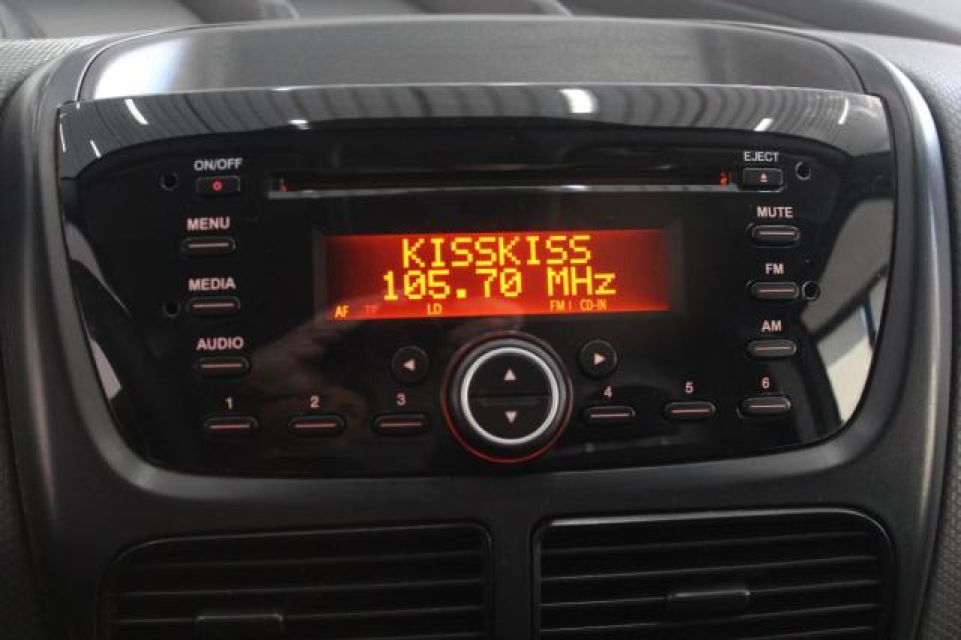 ON/OFF
EJECT
MENU
MUTE
KISSKISS
105.70 MHz
MEDIA
FM
AF TP LD FM I CD-IN
AUDIO
AM
1 2 3 4 5 6